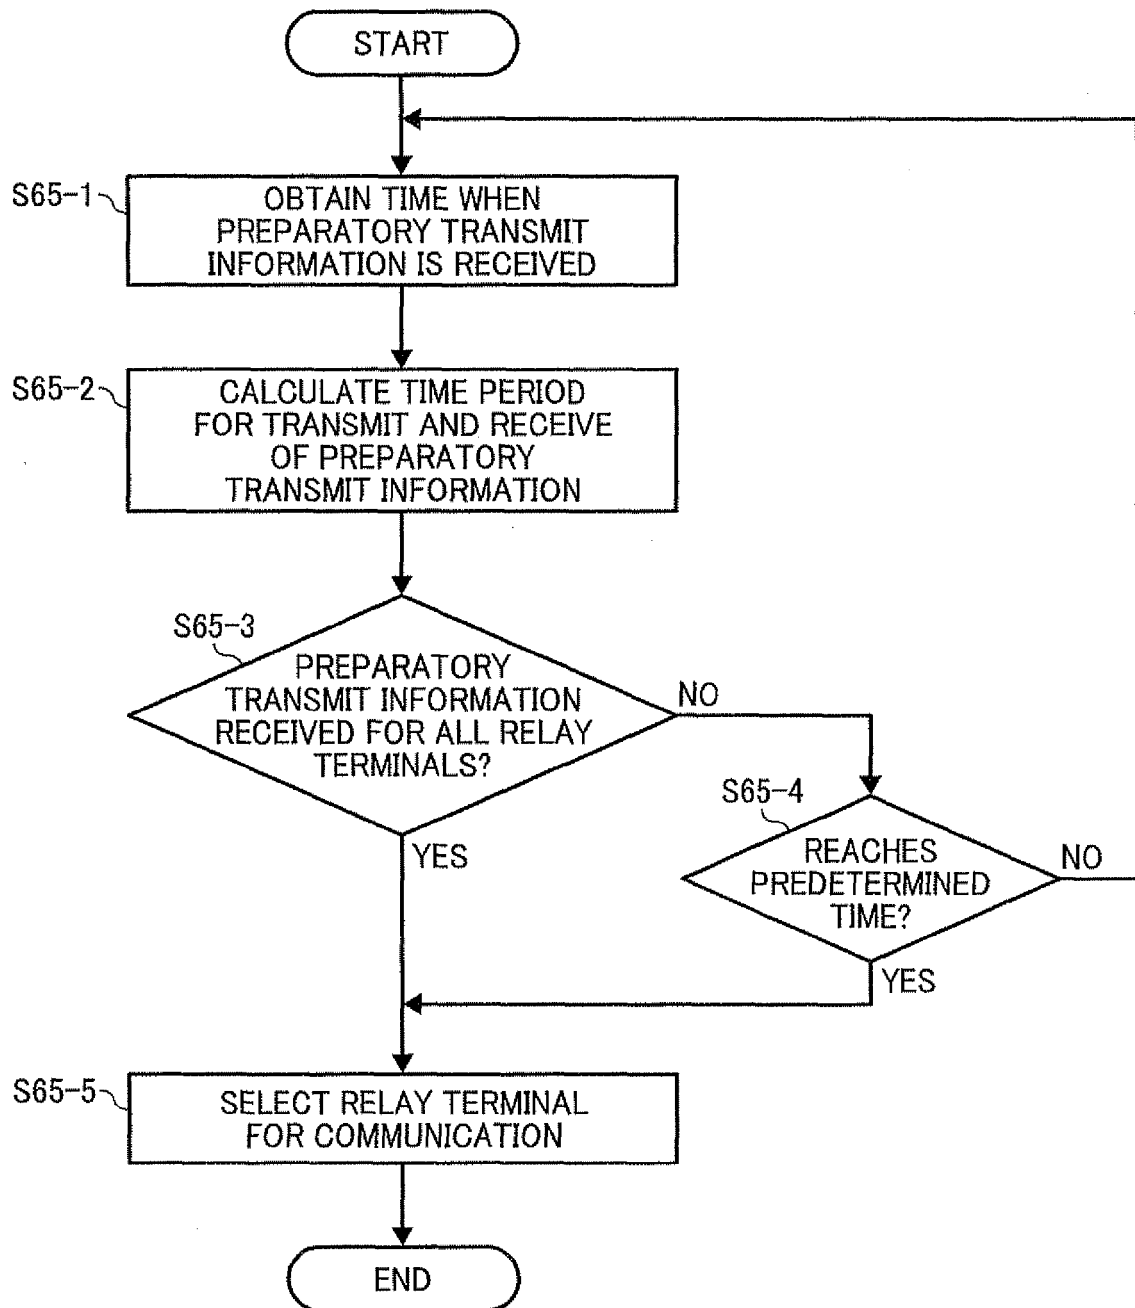 START
S65-1
OBTAIN TIME WHEN
PREPARATORY TRANSMIT
INFORMATION IS RECEIVED
S65-2
CALCULATE TIME PERIOD
FOR TRANSMIT AND RECEIVE
OF PREPARATORY
TRANSMIT INFORMATION
S65-3
PREPARATORY
TRANSMIT INFORMATION
RECEIVED FOR ALL RELAY
TERMINALS?
NO
YES
S65-4
REACHES
PREDETERMINED
TIME?
NO
YES
S65-5
SELECT RELAY TERMINAL
FOR COMMUNICATION
END